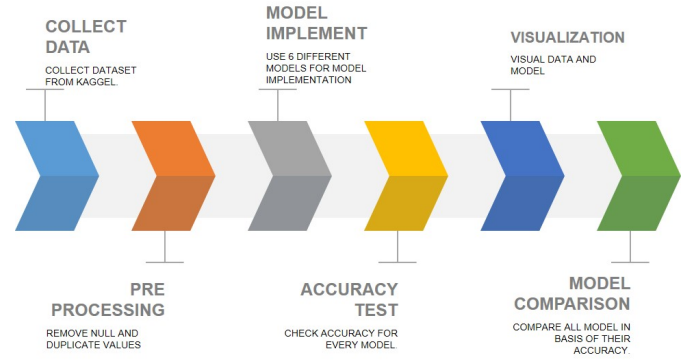 COLLECT
DATA
COLLECT DATASET
FROM KAGGEL.
PRE
PROCESSING
REMOVE NULL AND
DUPLICATE VALUES
MODEL
IMPLEMENT
USE 6 DIFFERENT
MODELS FOR MODEL
IMPLEMENTATION
ACCURACY
TEST
CHECK ACCURACY FOR
EVERY MODEL.
VISUALIZATION
VISUAL DATA AND
MODEL
MODEL
COMPARISON
COMPARE ALL MODEL IN
BASIS OF THEIR
ACCURACY.